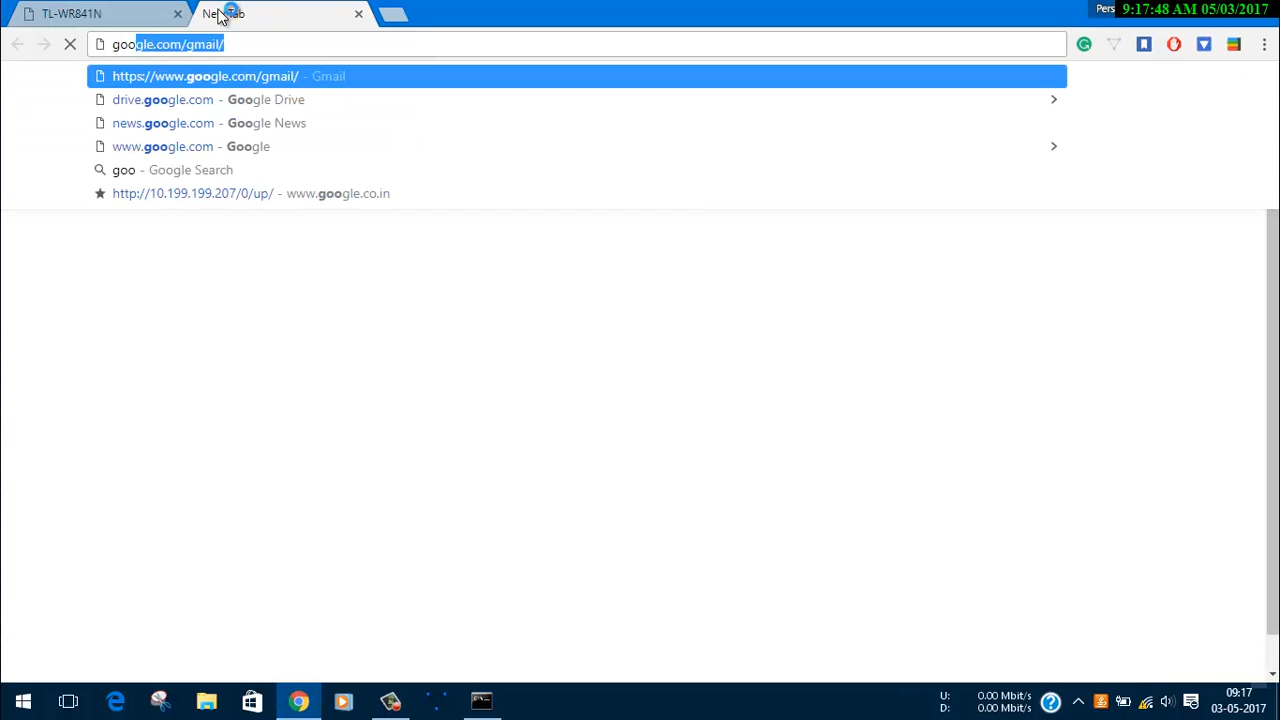 TL-WR841N
New Tab
Pers
9:17:48 AM 05/03/2017
google.com/gmail/
https://www.google.com/gmail/ - Gmail
drive.google.com - Google Drive
news.google.com - Google News
www.google.com - Google
goo - Google Search
http://10.199.199.207/0/up/ - www.google.co.in
U: 0.00 Mbit/s
D: 0.00 Mbit/s
09:17
03-05-2017